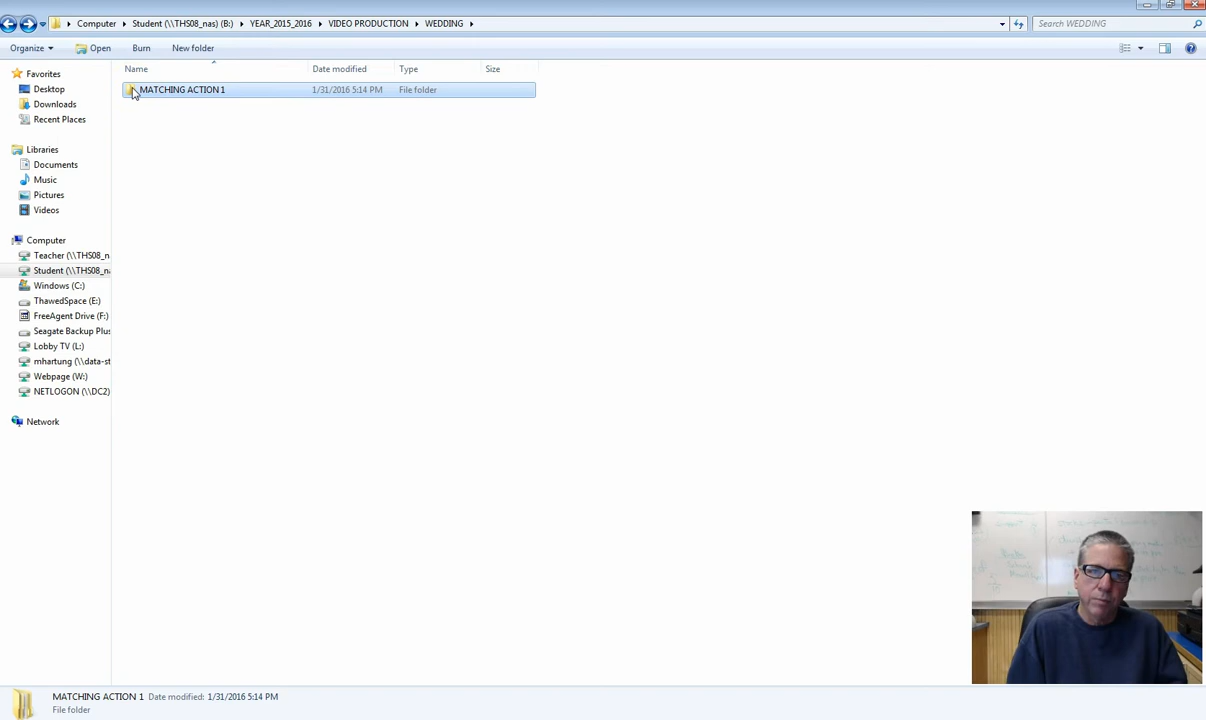 Computer ▸ Student (\\THS08_nas) (B:) ▸ YEAR_2015_2016 ▸ VIDEO PRODUCTION ▸ WEDDING ▸
Search WEDDING
Organize Open Burn New folder
Name Date modified Type Size
MATCHING ACTION 1 1/31/2016 5:14 PM File folder
Favorites
Desktop
Downloads
Recent Places
Libraries
Documents
Music
Pictures
Videos
Computer
Teacher (\\THS08_n
Student (\\THS08_na
Windows (C:)
ThawedSpace (E:)
FreeAgent Drive (F:)
Seagate Backup Plus
Lobby TV (L:)
mhartung (\\data-st
Webpage (W:)
NETLOGON (\\DC2)
Network
MATCHING ACTION 1 Date modified: 1/31/2016 5:14 PM
File folder